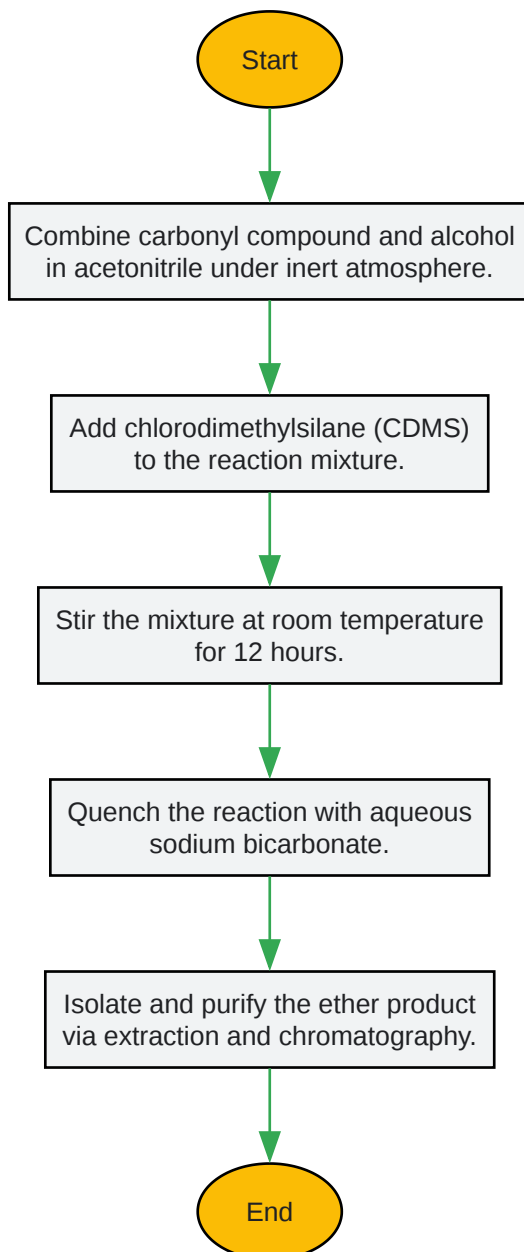 Start
Combine carbonyl compound and alcohol
in acetonitrile under inert atmosphere.
Add chlorodimethylsilane (CDMS)
to the reaction mixture.
Stir the mixture at room temperature
for 12 hours.
Quench the reaction with aqueous
sodium bicarbonate.
Isolate and purify the ether product
via extraction and chromatography.
End